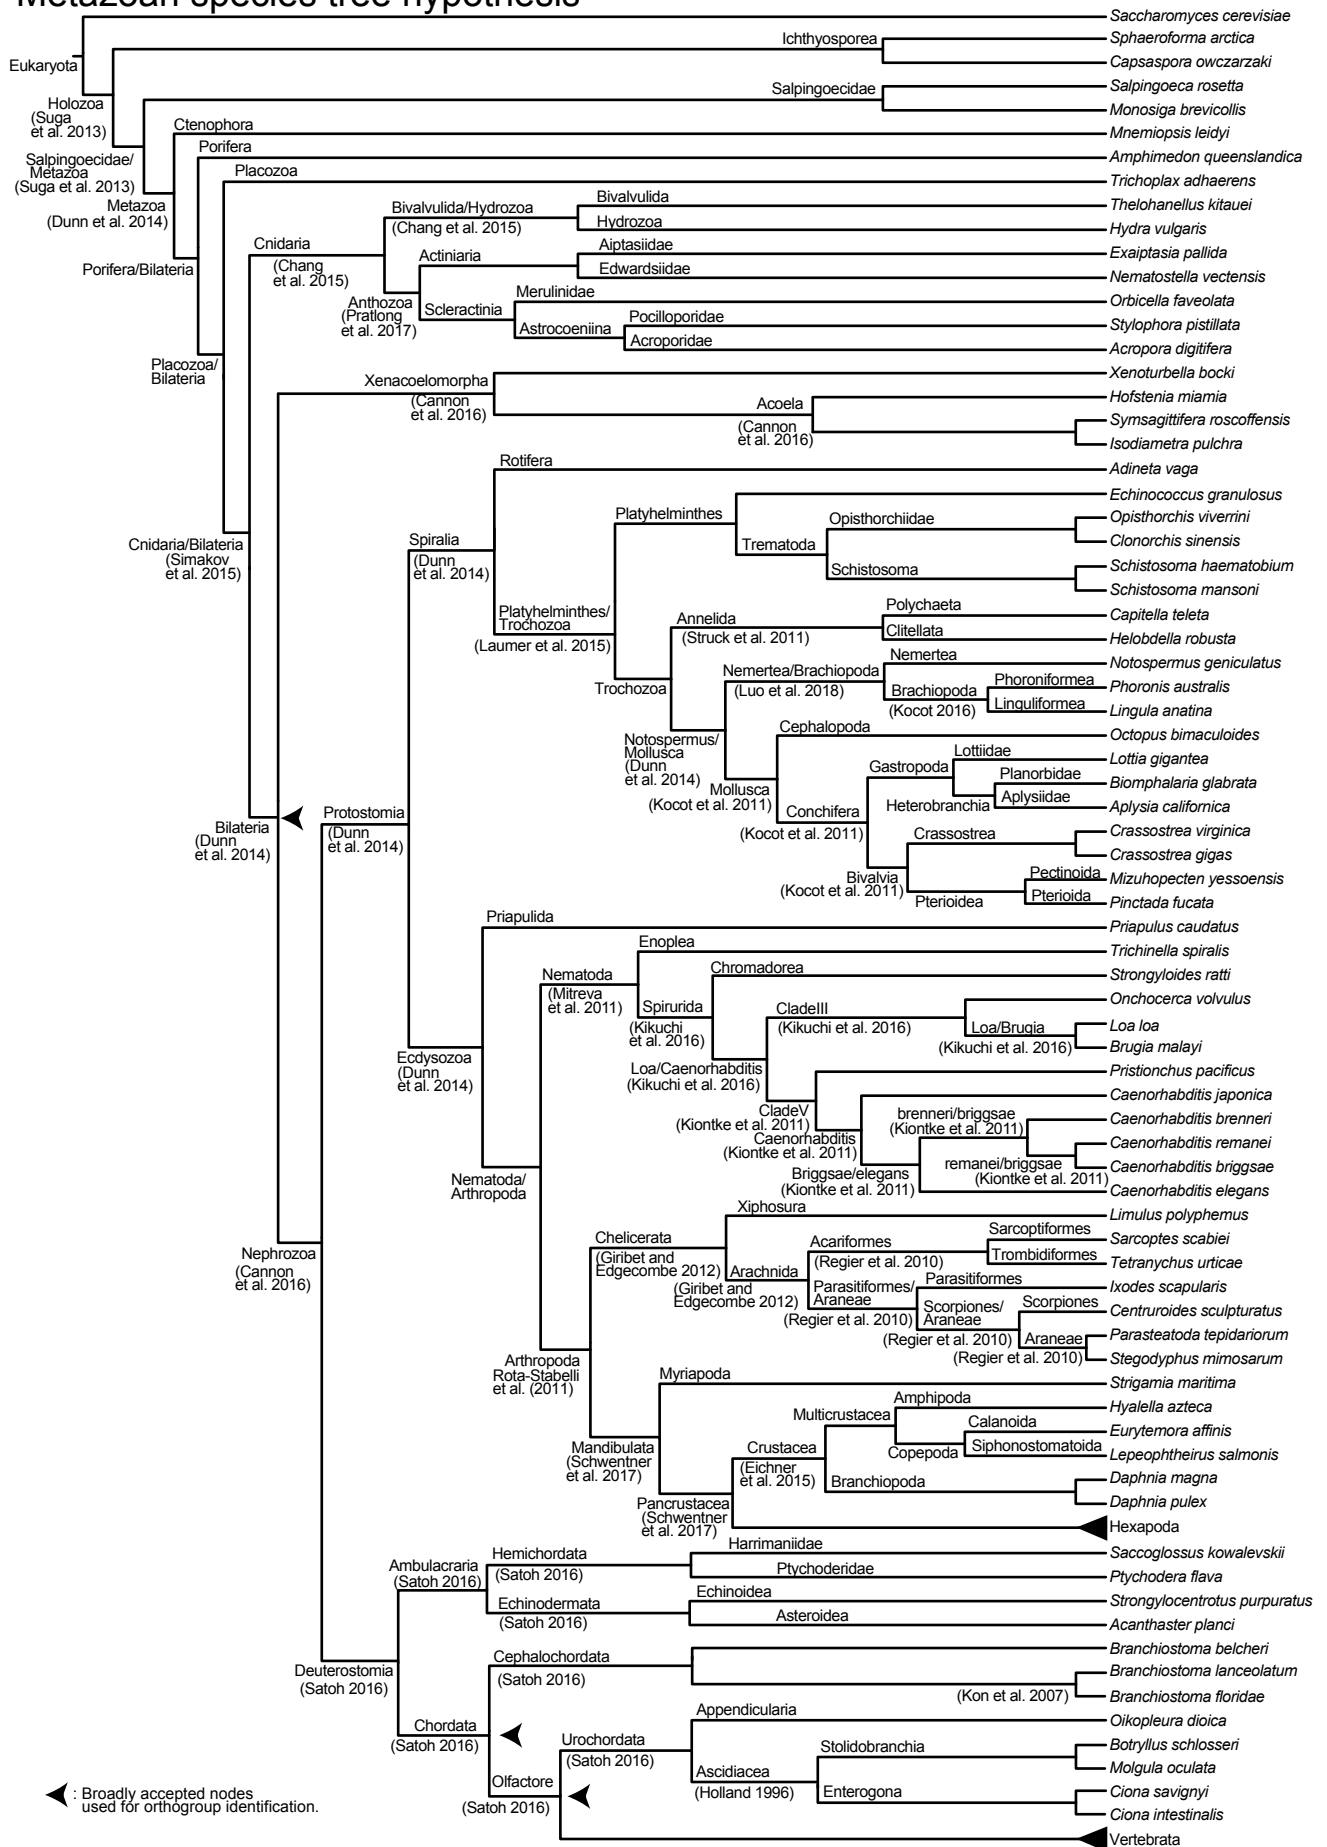 Metazoan species tree hypothesis
Saccharomyces cerevisiae
Ichthyosporea
Sphaeroforma arctica
Capsaspora owczarzaki
Eukaryota
Holozoa
(Suga
et al. 2013)
Salpingoecidae
Salpingoeca rosetta
Monosiga brevicollis
Ctenophora
Mnemiopsis leidyi
Salpingoecidae/
Metazoa
(Suga et al. 2013)
Porifera
Amphimedon queenslandica
Metazoa
(Dunn et al. 2014)
Placozoa
Trichoplax adhaerens
Porifera/Bilateria
Cnidaria
(Chang
et al. 2015)
Bivalvulida/Hydrozoa
(Chang et al. 2015)
Bivalvulida
Thelohanellus kitauei
Hydrozoa
Hydra vulgaris
Actiniaria
Aiptasiidae
Exaiptasia pallida
Edwardsiidae
Nematostella vectensis
Anthozoa
(Pratlong
et al. 2017)
Scleractinia
Merulinidae
Orbicella faveolata
Astrocoeniina
Pocilloporidae
Stylophora pistillata
Acroporidae
Acropora digitifera
Placozoa/
Bilateria
Xenacoelomorpha
(Cannon
et al. 2016)
Xenoturbella bocki
Acoela
(Cannon
et al. 2016)
Hofstenia miamia
Symsagittifera roscoffensis
Isodiametra pulchra
Cnidaria/Bilateria
(Simakov
et al. 2015)
Spiralia
(Dunn
et al. 2014)
Rotifera
Adineta vaga
Platyhelminthes
Echinococcus granulosus
Trematoda
Opisthorchiidae
Opisthorchis viverrini
Clonorchis sinensis
Schistosoma
Schistosoma haematobium
Schistosoma mansoni
Platyhelminthes/
Trochozoa
(Laumer et al. 2015)
Annelida
(Struck et al. 2011)
Polychaeta
Capitella teleta
Clitellata
Helobdella robusta
Trochozoa
Nemertea/Brachiopoda
(Luo et al. 2018)
Nemertea
Notospermus geniculatus
Brachiopoda
(Kocot 2016)
Phoroniformea
Phoronis australis
Linguliformea
Lingula anatina
Notospermus/
Mollusca
(Dunn
et al. 2014)
Cephalopoda
Octopus bimaculoides
Mollusca
(Kocot et al. 2011)
Gastropoda
Lottiidae
Lottia gigantea
Heterobranchia
Planorbidae
Biomphalaria glabrata
Aplysiidae
Aplysia californica
Conchifera
(Kocot et al. 2011)
Crassostrea
Crassostrea virginica
Crassostrea gigas
Bivalvia
(Kocot et al. 2011)
Pterioidea
Pectinoida
Mizuhopecten yessoensis
Pterioida
Pinctada fucata
Bilateria
(Dunn
et al. 2014)
Protostomia
(Dunn
et al. 2014)
Priapulida
Priapulus caudatus
Nematoda
(Mitreva
et al. 2011)
Enoplea
Trichinella spiralis
Spirurida
(Kikuchi
et al. 2016)
Chromadorea
Strongyloides ratti
CladeIII
(Kikuchi et al. 2016)
Onchocerca volvulus
Loa/Brugia
(Kikuchi et al. 2016)
Loa loa
Brugia malayi
Ecdysozoa
(Dunn
et al. 2014)
Loa/Caenorhabditis
(Kikuchi et al. 2016)
Pristionchus pacificus
CladeV
(Kiontke et al. 2011)
Caenorhabditis japonica
Caenorhabditis
(Kiontke et al. 2011)
brenneri/briggsae
(Kiontke et al. 2011)
Caenorhabditis brenneri
Caenorhabditis remanei
remanei/briggsae
(Kiontke et al. 2011)
Caenorhabditis briggsae
Briggsae/elegans
(Kiontke et al. 2011)
Caenorhabditis elegans
Nematoda/
Arthropoda
Chelicerata
(Giribet and
Edgecombe 2012)
Xiphosura
Limulus polyphemus
Arachnida
(Giribet and
Edgecombe 2012)
Acariformes
(Regier et al. 2010)
Sarcoptiformes
Sarcoptes scabiei
Trombidiformes
Tetranychus urticae
Parasitiformes/
Araneae
(Regier et al. 2010)
Parasitiformes
Ixodes scapularis
Scorpiones/
Araneae
(Regier et al. 2010)
Scorpiones
Centruroides sculpturatus
Araneae
(Regier et al. 2010)
Parasteatoda tepidariorum
Stegodyphus mimosarum
Nephrozoa
(Cannon
et al. 2016)
Arthropoda
Rota-Stabelli
et al. (2011)
Myriapoda
Strigamia maritima
Mandibulata
(Schwentner
et al. 2017)
Crustacea
(Eichner
et al. 2015)
Multicrustacea
Amphipoda
Hyalella azteca
Copepoda
Calanoida
Eurytemora affinis
Siphonostomatoida
Lepeophtheirus salmonis
Branchiopoda
Daphnia magna
Daphnia pulex
Pancrustacea
(Schwentner
et al. 2017)
Hexapoda
Ambulacraria
(Satoh 2016)
Hemichordata
(Satoh 2016)
Harrimaniidae
Saccoglossus kowalevskii
Ptychoderidae
Ptychodera flava
Echinodermata
(Satoh 2016)
Echinoidea
Strongylocentrotus purpuratus
Asteroidea
Acanthaster planci
Deuterostomia
(Satoh 2016)
Cephalochordata
(Satoh 2016)
Branchiostoma belcheri
Branchiostoma lanceolatum
(Kon et al. 2007)
Branchiostoma floridae
Chordata
(Satoh 2016)
Urochordata
(Satoh 2016)
Appendicularia
Oikopleura dioica
Ascidiacea
(Holland 1996)
Stolidobranchia
Botryllus schlosseri
Molgula oculata
Enterogona
Ciona savignyi
Ciona intestinalis
Olfactore
(Satoh 2016)
Vertebrata
: Broadly accepted nodes
used for orthogroup identification.